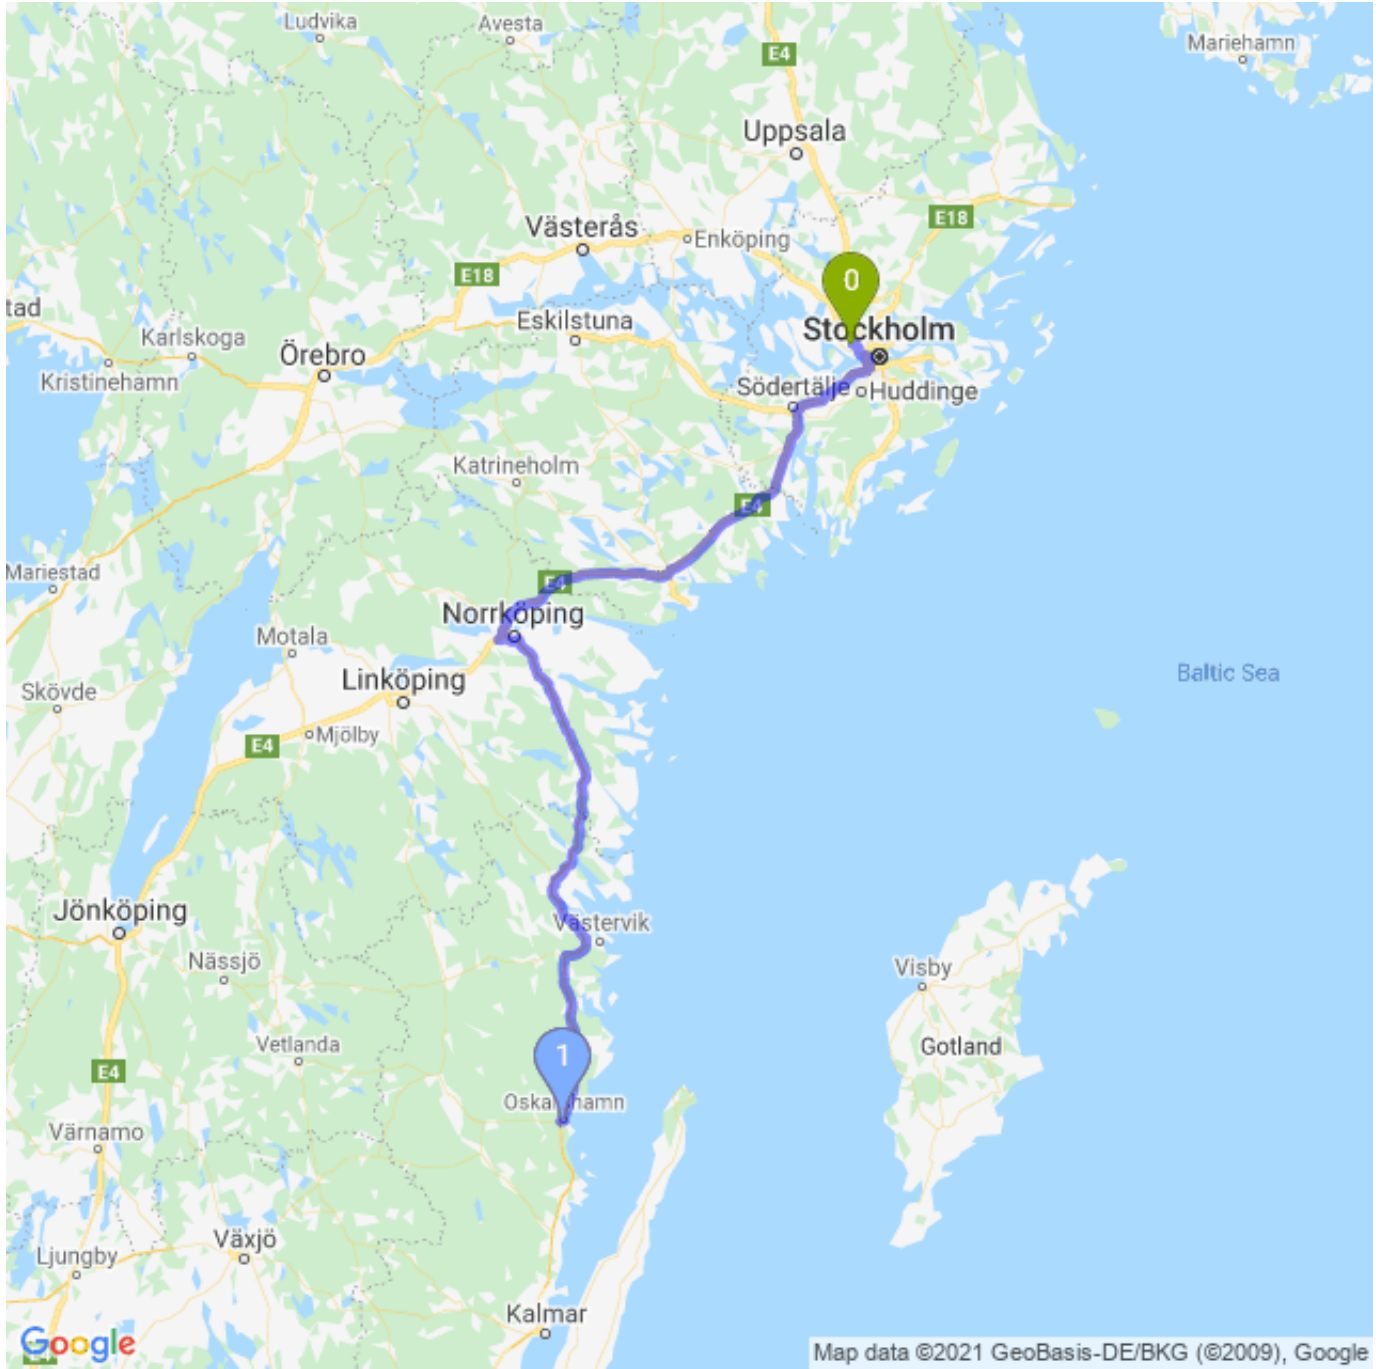 Ludvika
Avesta
E4
Mariehamn
Uppsala
E18
Västerås
Enköping
E18
0
tad
Eskilstuna
Stockholm
Karlskoga
Örebro
Kristinehamn
Södertälje
Huddinge
Katrineholm
E4
Mariestad
E4
Norrköping
Motala
Baltic Sea
Linköping
Skövde
Mjölby
E4
Jönköping
Västervik
Nässjö
Visby
Vetlanda
1
Gotland
E4
Oskarshamn
Värnamo
Växjö
Ljungby
Kalmar
Google
E4
Map data ©2021 GeoBasis-DE/BKG (©2009), Google